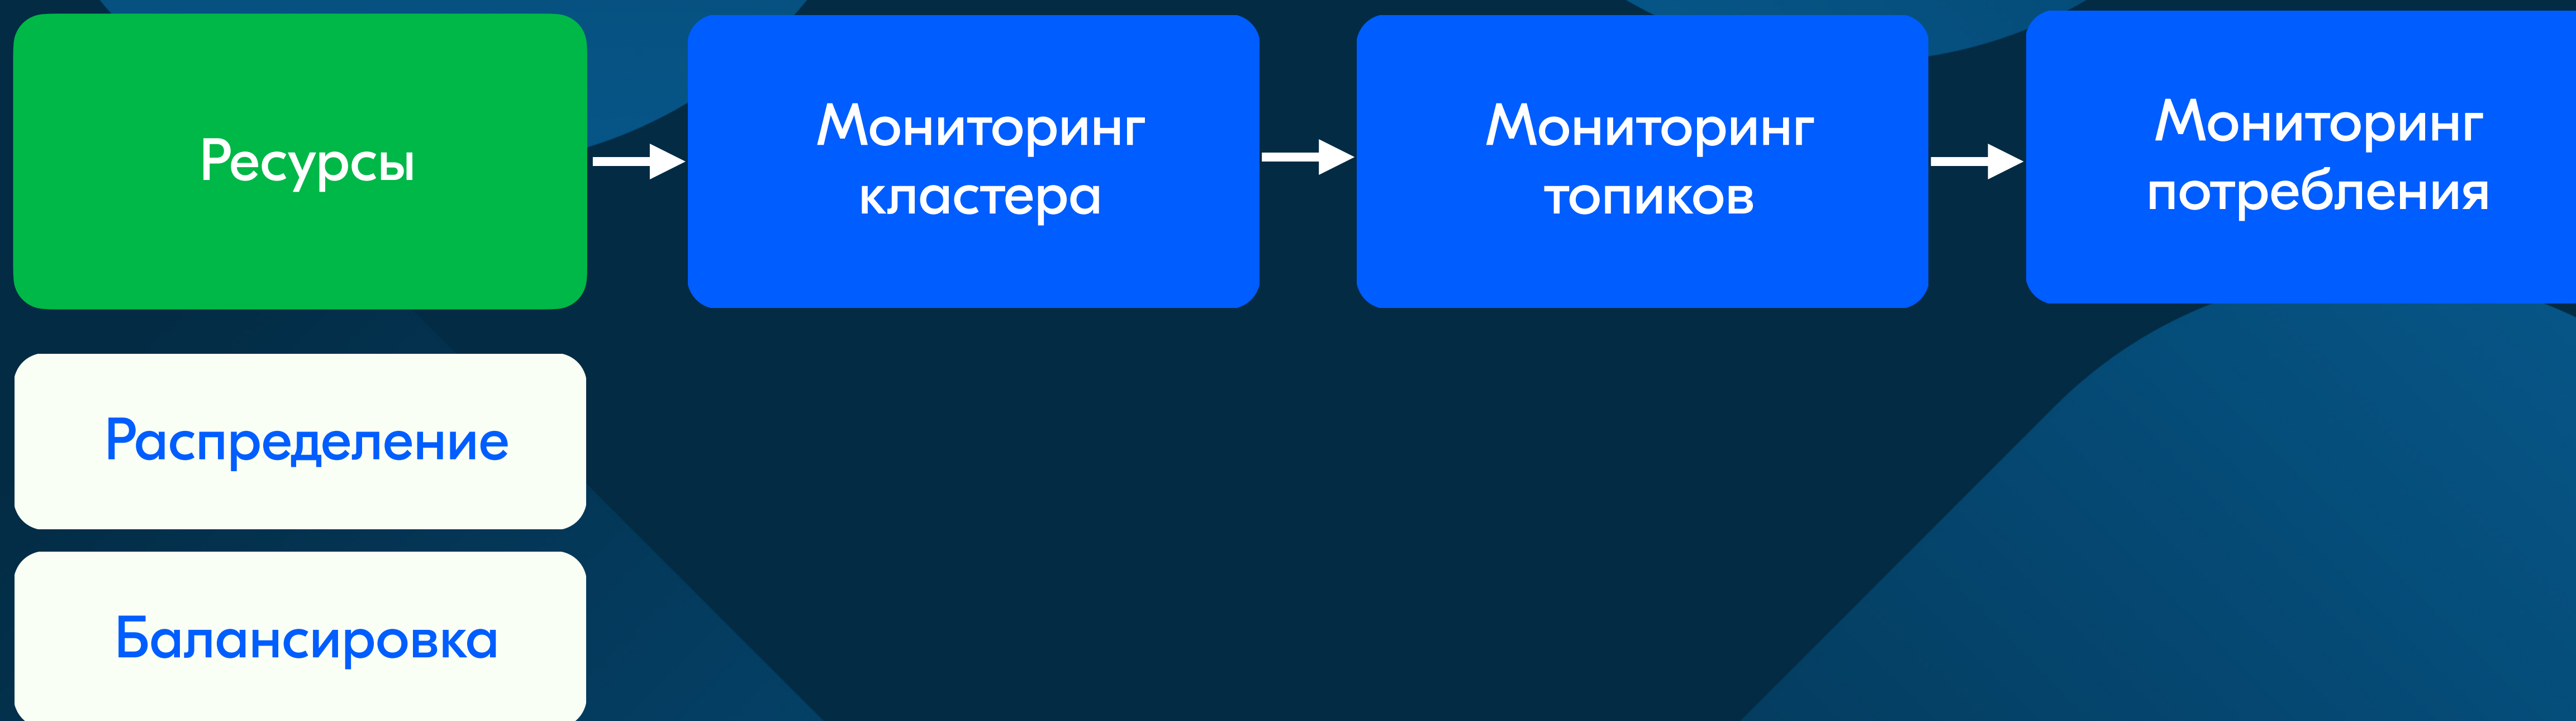 Ресурсы
Мониторинг
кластера
Мониторинг
топиков
Мониторинг
потребления
Распределение
Балансировка